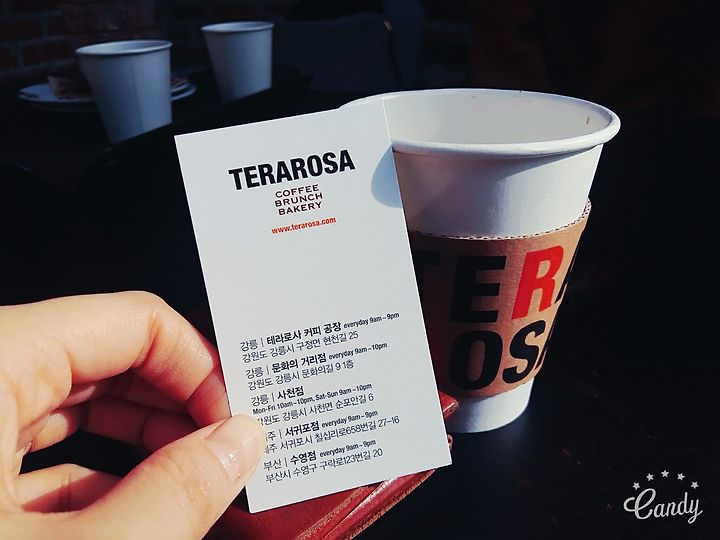 TERAROSA
COFFEE
BRUNCH
BAKERY
www.terarosa.com
강릉 | 테라로사 커피 공장 everyday 9am–9pm
강원도 강릉시 구정면 현천길 25
강릉 | 문화의 거리점 everyday 9am–10pm
강원도 강릉시 문화의길 9 1층
강릉 | 사천점
Mon-Fri 10am–10pm, Sat-Sun 9am–10pm
강원도 강릉시 사천면 순포안길 6
주 | 서귀포점 everyday 9am–9pm
제주 서귀포시 칠십리로658번길 27-16
부산 | 수영점 everyday 9am–9pm
부산시 수영구 구락로123번길 20
TERA
ROSA
Candy